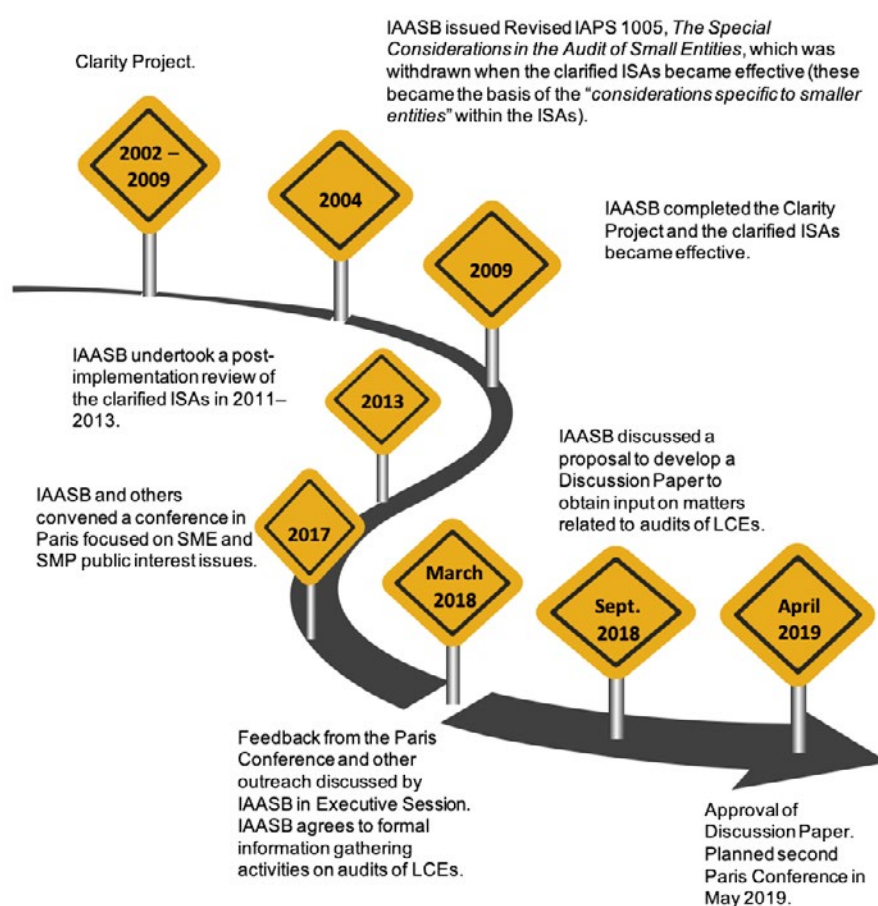 Clarity Project.
IAASB issued Revised IAPS 1005, The Special
Considerations in the Audit of Small Entities, which was
withdrawn when the clarified ISAs became effective (these
became the basis of the “considerations specific to smaller
entities” within the ISAs).
2002 –
2009
2004
2009
IAASB completed the Clarity
Project and the clarified ISAs
became effective.
IAASB undertook a post-
implementation review of
the clarified ISAs in 2011–
2013.
2013
IAASB and others
convened a conference in
Paris focused on SME and
SMP public interest issues.
2017
March
2018
Feedback from the Paris
Conference and other
outreach discussed by
IAASB in Executive Session.
IAASB agrees to formal
information gathering
activities on audits of LCEs.
IAASB discussed a
proposal to develop a
Discussion Paper to
obtain input on matters
related to audits of LCEs.
Sept.
2018
April
2019
Approval of
Discussion Paper.
Planned second
Paris Conference in
May 2019.